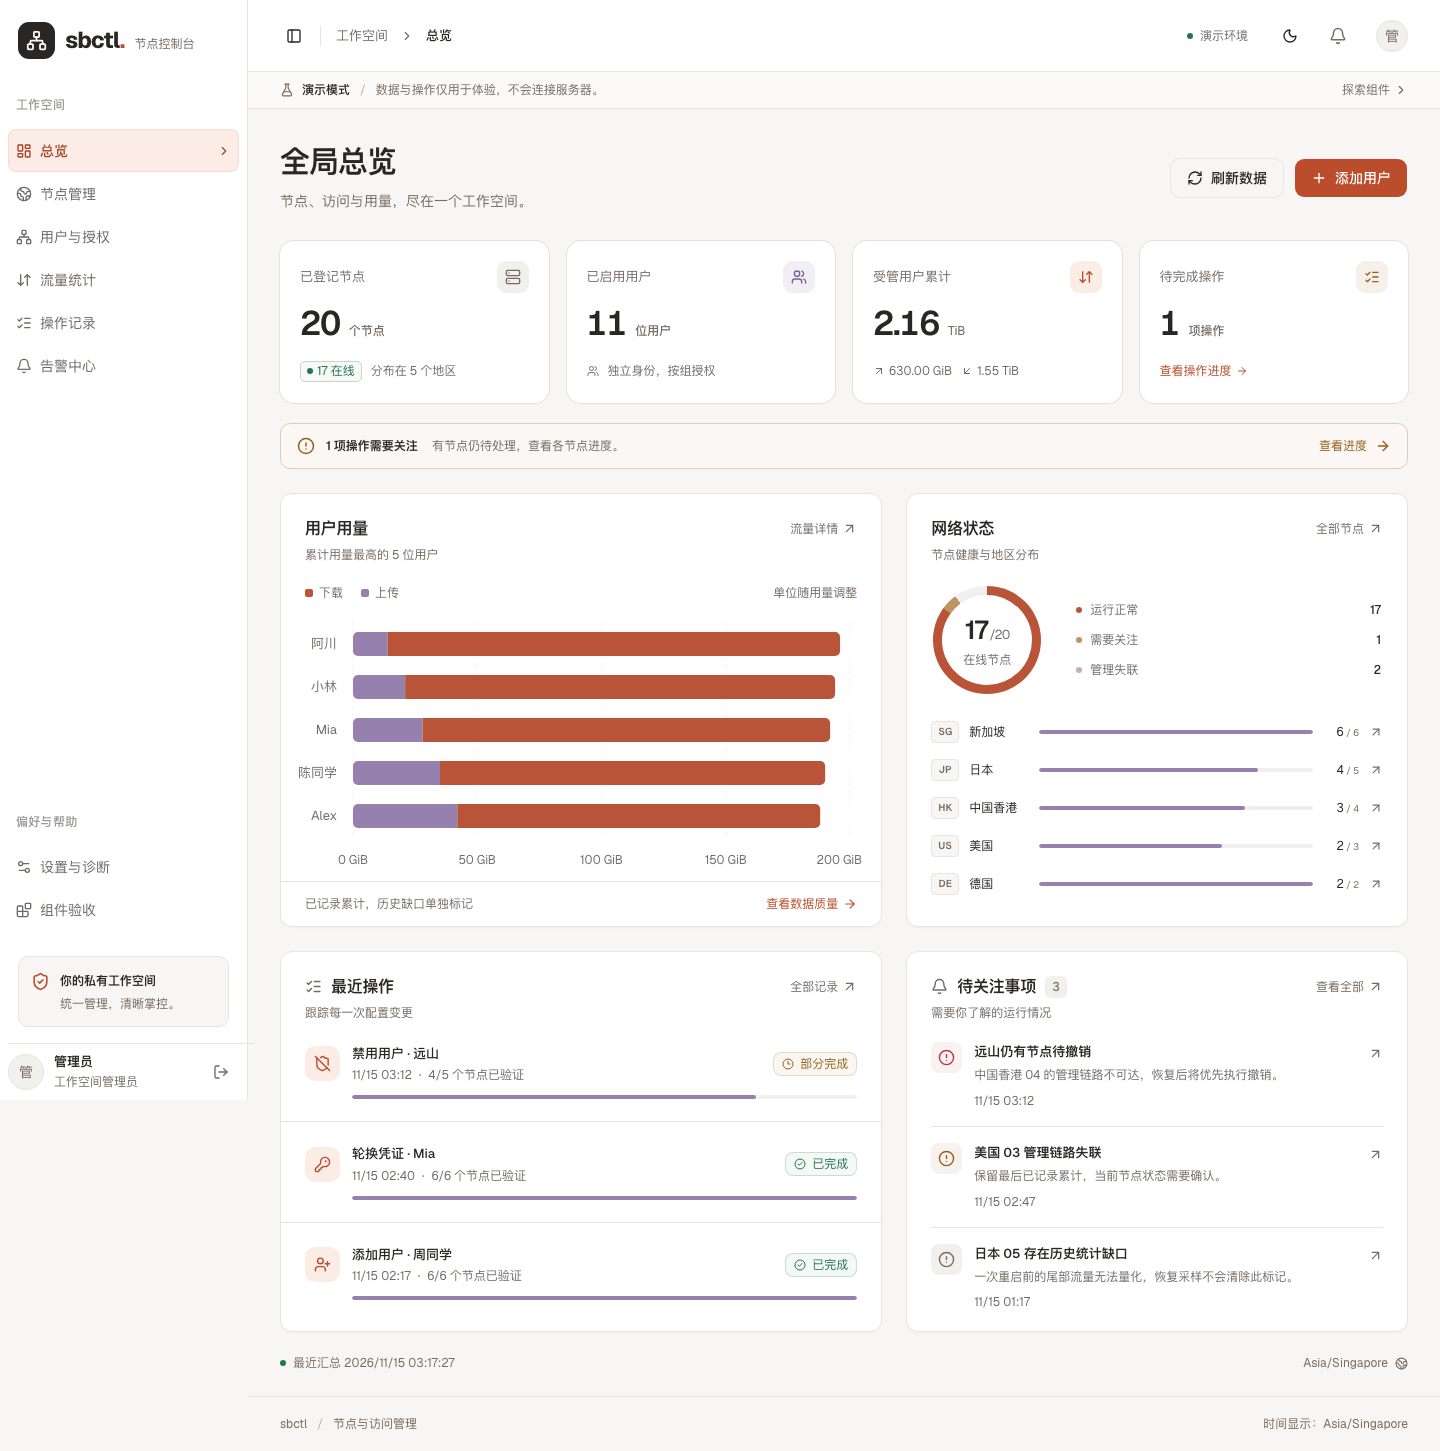 sbctl. 节点控制台
工作空间
总览
节点管理
用户与授权
流量统计
操作记录
告警中心
偏好与帮助
设置与诊断
组件验收
你的私有工作空间
统一管理，清晰掌控。
管 管理员
工作空间管理员
工作空间 总览
演示环境
管
演示模式 / 数据与操作仅用于体验，不会连接服务器。
探索组件
全局总览
节点、访问与用量，尽在一个工作空间。
刷新数据
添加用户
已登记节点
20 个节点
17 在线 分布在 5 个地区
已启用用户
11 位用户
独立身份，按组授权
受管用户累计
2.16 TiB
630.00 GiB 1.55 TiB
待完成操作
1 项操作
查看操作进度
1 项操作需要关注 有节点仍待处理，查看各节点进度。
查看进度
用户用量
流量详情
累计用量最高的 5 位用户
下载 上传
单位随用量调整
阿川
小林
Mia
陈同学
Alex
0 GiB 50 GiB 100 GiB 150 GiB 200 GiB
已记录累计，历史缺口单独标记
查看数据质量
网络状态
全部节点
节点健康与地区分布
17/20
在线节点
运行正常 17
需要关注 1
管理失联 2
SG 新加坡 6 / 6
JP 日本 4 / 5
HK 中国香港 3 / 4
US 美国 2 / 3
DE 德国 2 / 2
最近操作
全部记录
跟踪每一次配置变更
禁用用户 · 远山
11/15 03:12 · 4/5 个节点已验证
部分完成
轮换凭证 · Mia
11/15 02:40 · 6/6 个节点已验证
已完成
添加用户 · 周同学
11/15 02:17 · 6/6 个节点已验证
已完成
待关注事项 3
查看全部
需要你了解的运行情况
远山仍有节点待撤销
中国香港 04 的管理链路不可达，恢复后将优先执行撤销。
11/15 03:12
美国 03 管理链路失联
保留最后已记录累计，当前节点状态需要确认。
11/15 02:47
日本 05 存在历史统计缺口
一次重启前的尾部流量无法量化，恢复采样不会清除此标记。
11/15 01:17
最近汇总 2026/11/15 03:17:27
Asia/Singapore
sbctl / 节点与访问管理
时间显示：Asia/Singapore